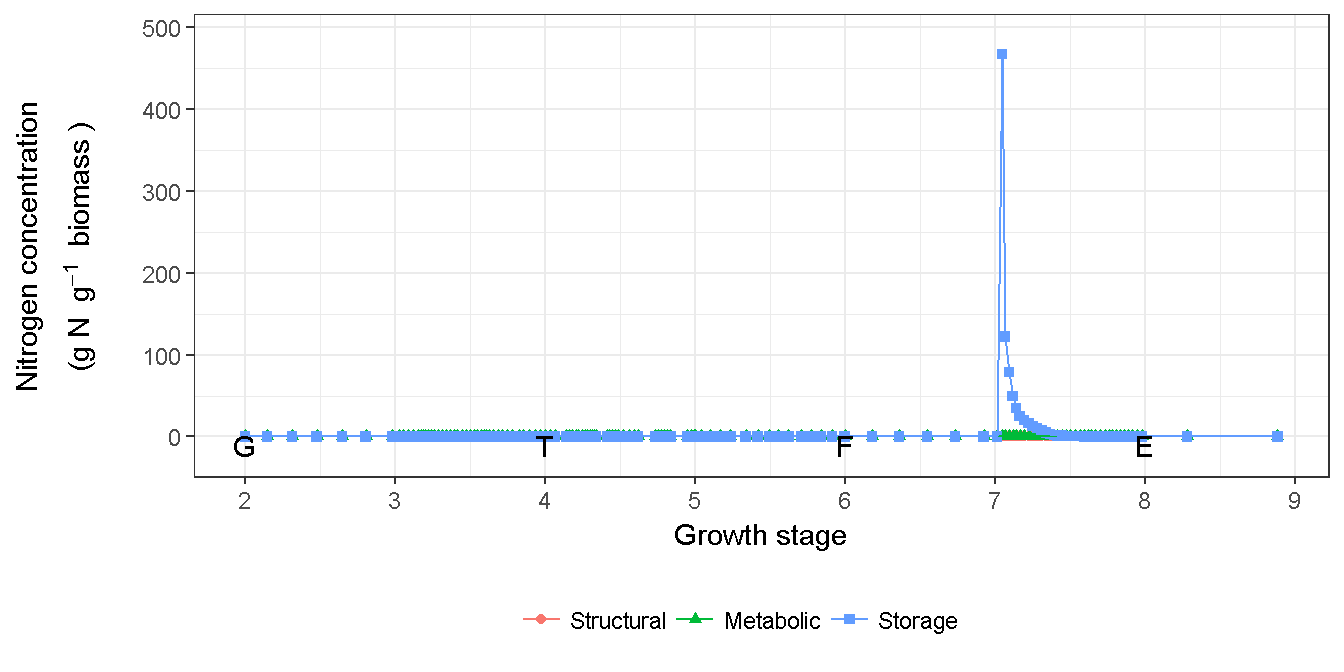 Nitrogen concentration
(g N g⁻¹ biomass )
500
400
300
200
100
0
G T F E
2 3 4 5 6 7 8 9
Growth stage
Structural Metabolic Storage